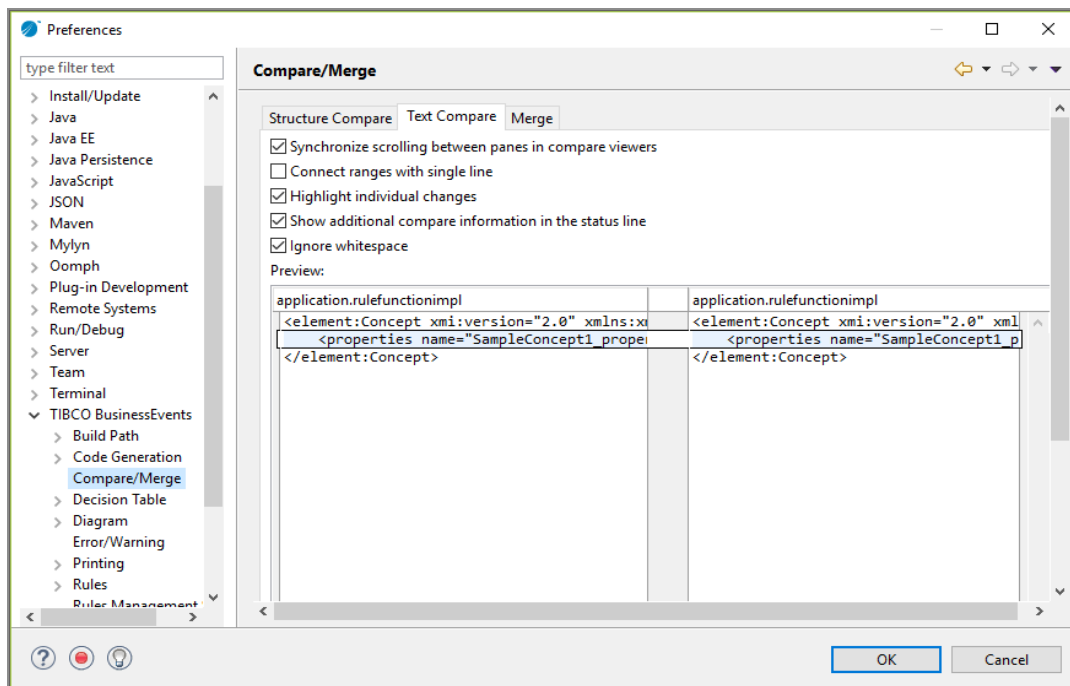 Preferences
type filter text
Install/Update
Java
Java EE
Java Persistence
JavaScript
JSON
Maven
Mylyn
Oomph
Plug-in Development
Remote Systems
Run/Debug
Server
Team
Terminal
TIBCO BusinessEvents
Build Path
Code Generation
Compare/Merge
Decision Table
Diagram
Error/Warning
Printing
Rules
Rules Management
Compare/Merge
Structure Compare Text Compare Merge
Synchronize scrolling between panes in compare viewers
Connect ranges with single line
Highlight individual changes
Show additional compare information in the status line
Ignore whitespace
Preview:
application.rulefunctionimpl
<element:Concept xmi:version="2.0" xmlns:x
<properties name="SampleConcept1_prope
</element:Concept>
application.rulefunctionimpl
<element:Concept xmi:version="2.0" xml
<properties name="SampleConcept1_p
</element:Concept>
OK Cancel